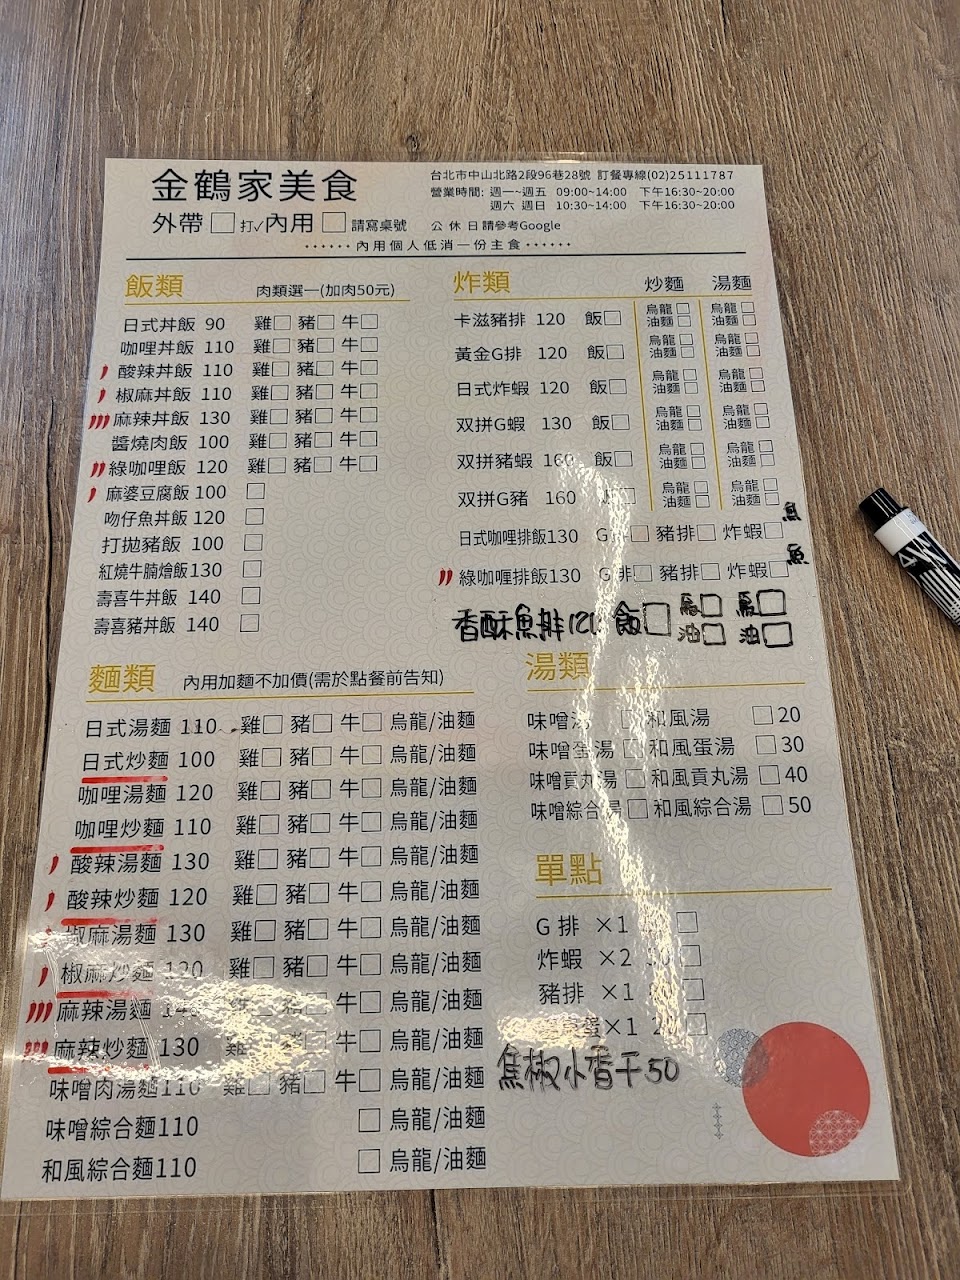 金鶴家美食
台北市中山北路2段96巷28號 訂餐專線(02)25111787
營業時間: 週一~週五 09:00~14:00 下午16:30~20:00
週六 週日 10:30~14:00 下午16:30~20:00
外帶 □ 打✓內用 □ 請寫桌號 公 休 日請參考Google
······內用個人低消一份主食······
飯類 肉類選一(加肉50元)
日式丼飯 90 雞□ 豬□ 牛□
咖哩丼飯 110 雞□ 豬□ 牛□
酸辣丼飯 110 雞□ 豬□ 牛□
椒麻丼飯 110 雞□ 豬□ 牛□
麻辣丼飯 130 雞□ 豬□ 牛□
醬燒肉飯 100 雞□ 豬□ 牛□
綠咖哩飯 120 雞□ 豬□ 牛□
麻婆豆腐飯 100 □
吻仔魚丼飯 120 □
打拋豬飯 100 □
紅燒牛腩燴飯130 □
壽喜牛丼飯 140 □
壽喜豬丼飯 140 □
炸類 炒麵 湯麵
卡滋豬排 120 飯□ 烏龍□ 油麵□ 烏龍□ 油麵□
黃金G排 120 飯□ 烏龍□ 油麵□ 烏龍□ 油麵□
日式炸蝦 120 飯□ 烏龍□ 油麵□ 烏龍□ 油麵□
双拼G蝦 130 飯□ 烏龍□ 油麵□ 烏龍□ 油麵□
双拼豬蝦 160 飯□ 烏龍□ 油麵□ 烏龍□ 油麵□
双拼G豬 160 □ 烏龍□ 油麵□ 烏龍□ 油麵□
日式咖哩排飯130 G □ 豬排□ 炸蝦□ 魚
綠咖喱排飯130 G排□ 豬排□ 炸蝦□ 魚
香酥魚排120 飯□ 烏□ 油□ 烏□ 油□
麵類 內用加麵不加價(需於點餐前告知)
日式湯麵 110 雞□ 豬□ 牛□ 烏龍/油麵
日式炒麵 100 雞□ 豬□ 牛□ 烏龍/油麵
咖哩湯麵 120 雞□ 豬□ 牛□ 烏龍/油麵
咖哩炒麵 110 雞□ 豬□ 牛□ 烏龍/油麵
酸辣湯麵 130 雞□ 豬□ 牛□ 烏龍/油麵
酸辣炒麵 120 雞□ 豬□ 牛□ 烏龍/油麵
椒麻湯麵 130 雞□ 豬□ 牛□ 烏龍/油麵
椒麻炒麵 120 雞□ 豬□ 牛□ 烏龍/油麵
麻辣湯麵 140 雞□ 豬□ 牛□ 烏龍/油麵
麻辣炒麵 130 雞□ 豬□ 牛□ 烏龍/油麵
味噌肉湯麵110 雞□ 豬□ 牛□ 烏龍/油麵
味噌綜合麵110 □ 烏龍/油麵
和風綜合麵110 □ 烏龍/油麵
湯類
味噌湯 □ 和風湯 □20
味噌蛋湯 □ 和風蛋湯 □30
味噌貢丸湯 □ 和風貢丸湯 □40
味噌綜合湯 □ 和風綜合湯 □50
單點
G 排 ×1 □
炸蝦 ×2 □
豬排 ×1 □
蛋×1 □
焦椒小香干50